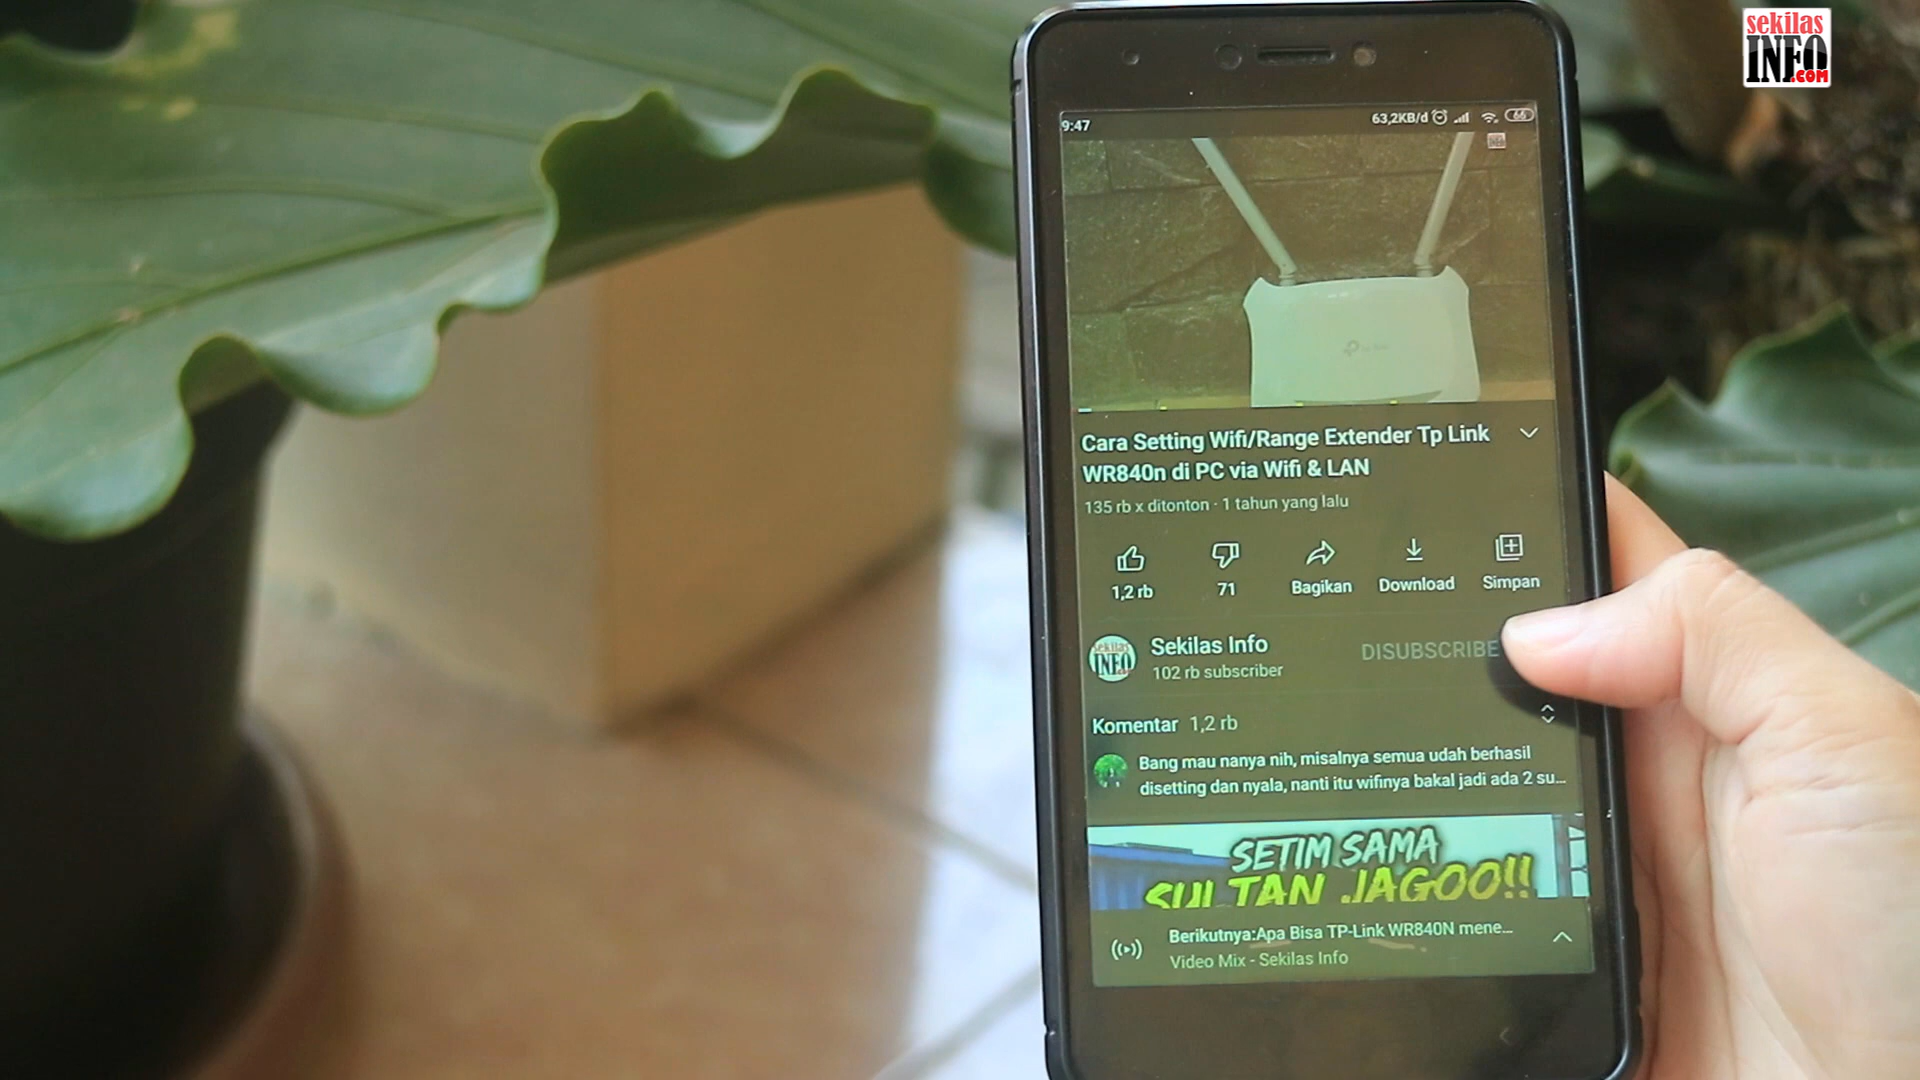 sekilas
INFO
.COM
9:47
63,2KB/d
66
Cara Setting Wifi/Range Extender Tp Link
WR840n di PC via Wifi & LAN
135 rb x ditonton · 1 tahun yang lalu
1,2 rb
71
Bagikan
Download
Simpan
sekilas
INFO
Sekilas Info
102 rb subscriber
DISUBSCRIBE
Komentar 1,2 rb
Bang mau nanya nih, misalnya semua udah berhasil
disetting dan nyala, nanti itu wifinya bakal jadi ada 2 su...
SETIM SAMA
SULTAN JAGOO!!
Berikutnya:Apa Bisa TP-Link WR840N mene...
Video Mix - Sekilas Info